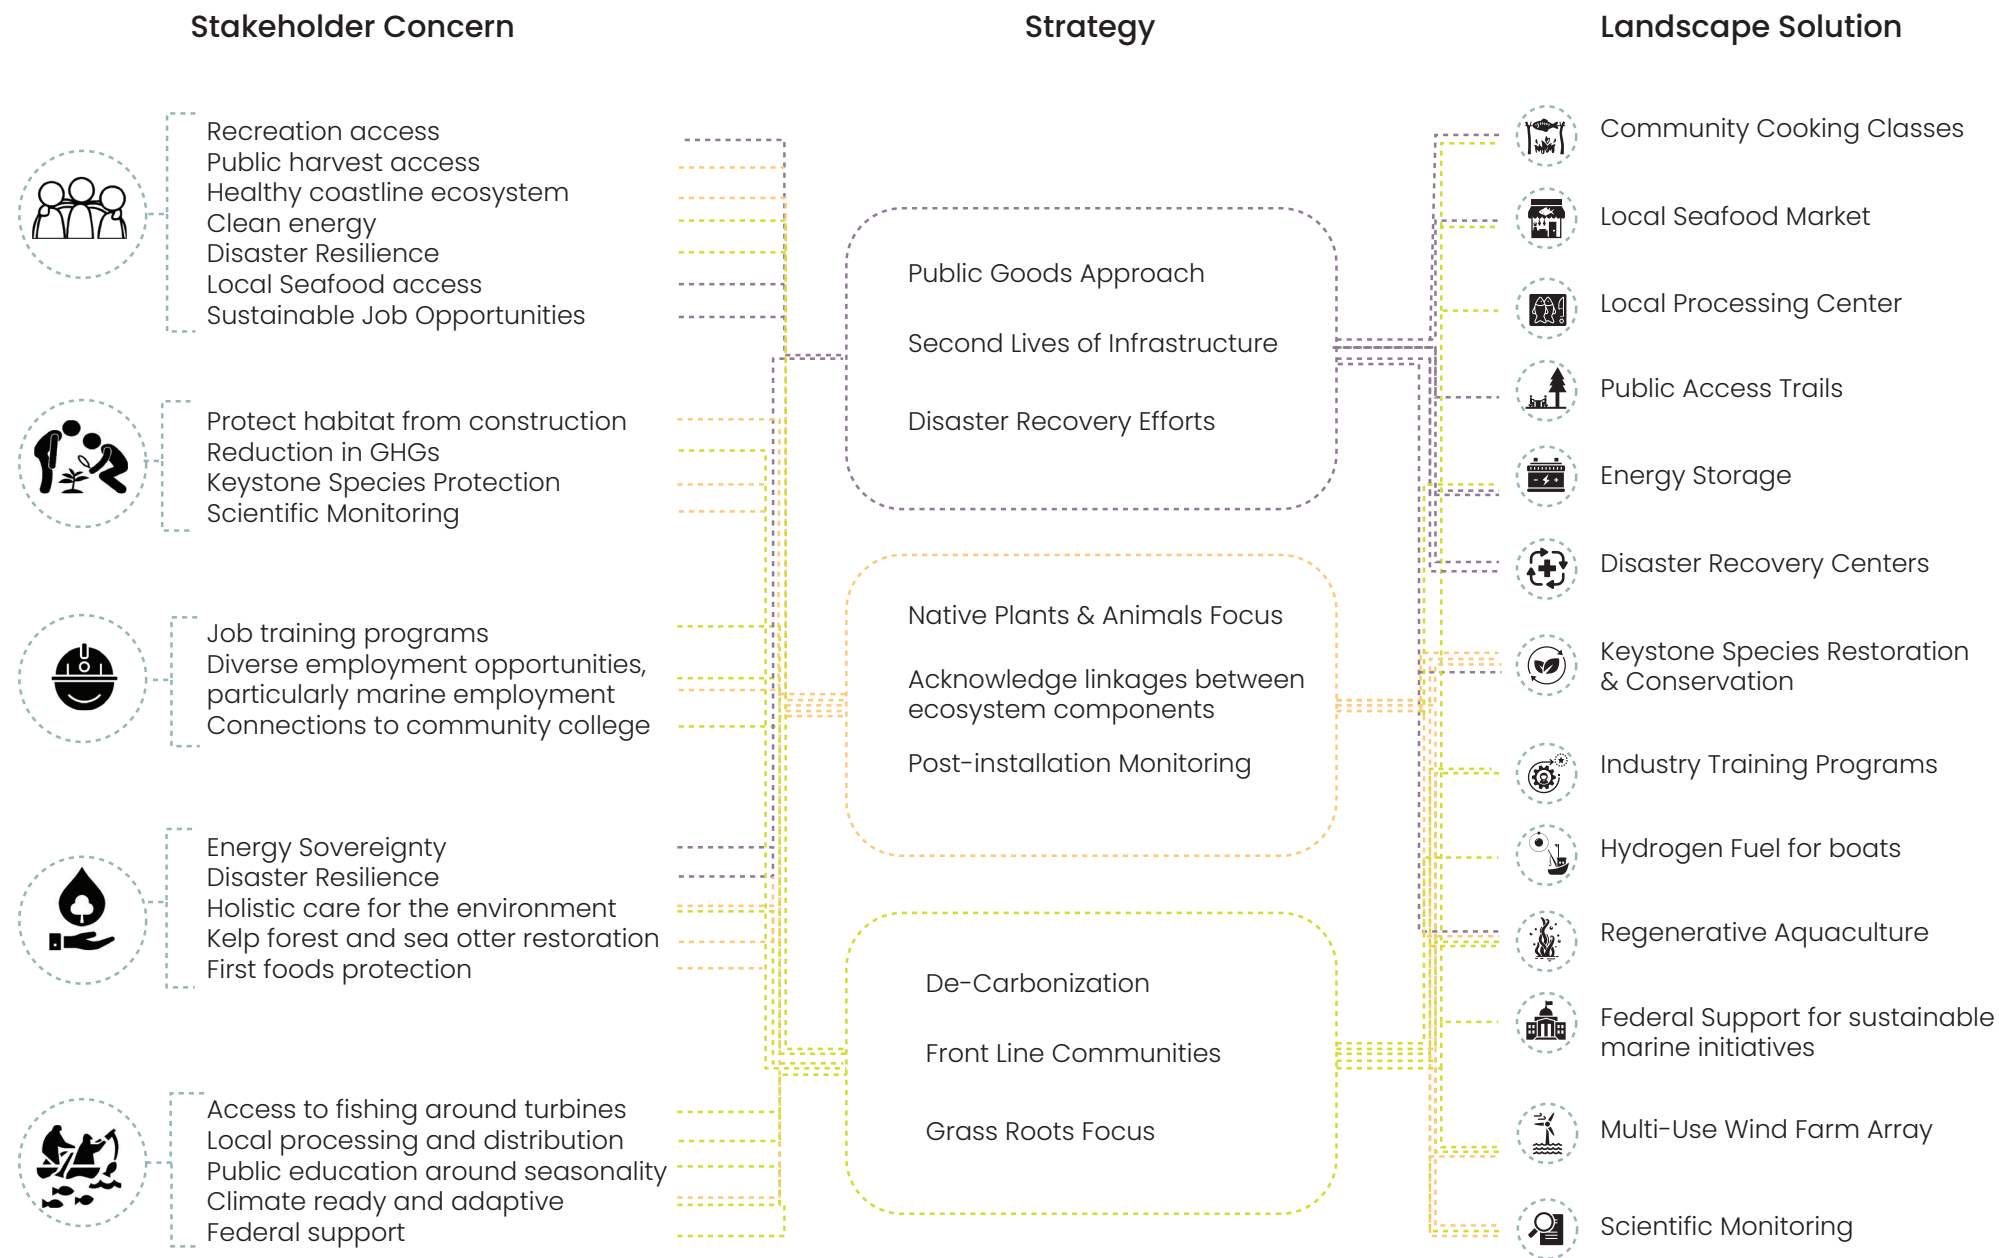 Stakeholder Concern
Strategy
Landscape Solution
Recreation access
Public harvest access
Healthy coastline ecosystem
Clean energy
Disaster Resilience
Local Seafood access
Sustainable Job Opportunities
Protect habitat from construction
Reduction in GHGs
Keystone Species Protection
Scientific Monitoring
Job training programs
Diverse employment opportunities,
particularly marine employment
Connections to community college
Energy Sovereignty
Disaster Resilience
Holistic care for the environment
Kelp forest and sea otter restoration
First foods protection
Access to fishing around turbines
Local processing and distribution
Public education around seasonality
Climate ready and adaptive
Federal support
Public Goods Approach
Second Lives of Infrastructure
Disaster Recovery Efforts
Native Plants & Animals Focus
Acknowledge linkages between
ecosystem components
Post-installation Monitoring
De-Carbonization
Front Line Communities
Grass Roots Focus
Community Cooking Classes
Local Seafood Market
Local Processing Center
Public Access Trails
Energy Storage
Disaster Recovery Centers
Keystone Species Restoration
& Conservation
Industry Training Programs
Hydrogen Fuel for boats
Regenerative Aquaculture
Federal Support for sustainable
marine initiatives
Multi-Use Wind Farm Array
Scientific Monitoring